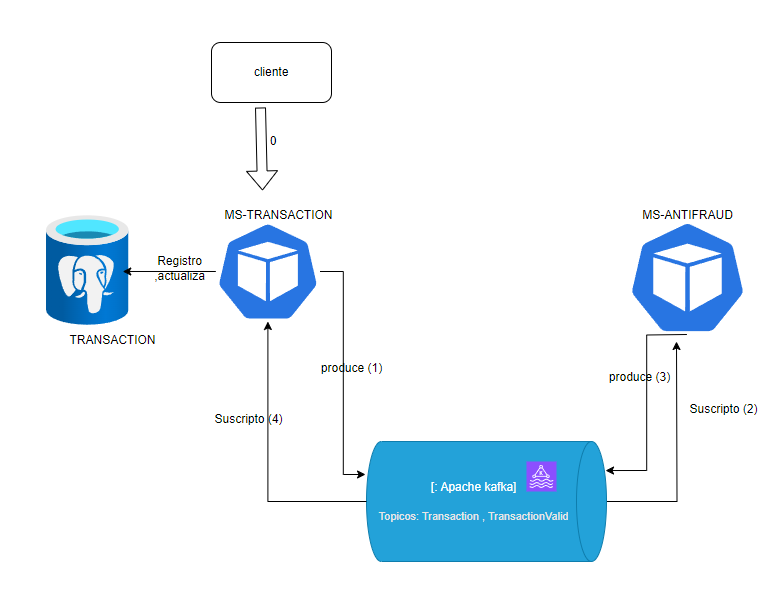 cliente
0
MS-TRANSACTION
MS-ANTIFRAUD
Registro
,actualiza
TRANSACTION
produce (1)
produce (3)
Suscripto (4)
Suscripto (2)
[: Apache kafka]
Topicos: Transaction , TransactionValid